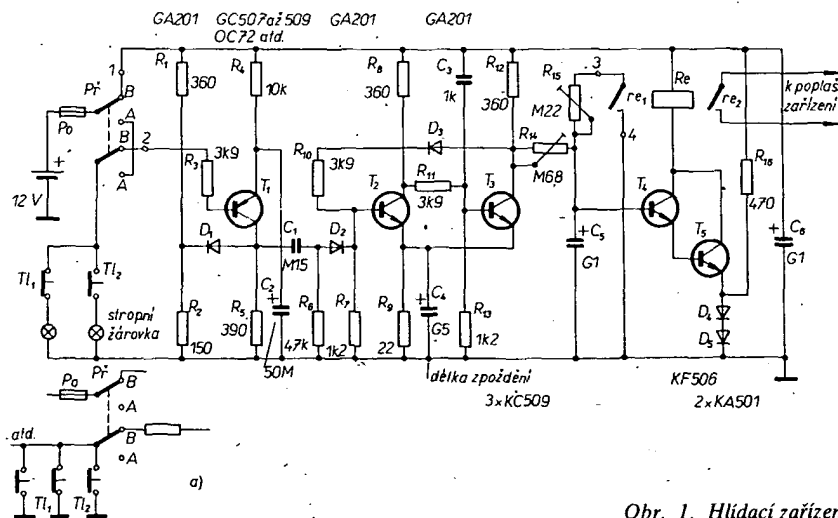 GA201 GC507až509 GA201 GA201
OC72 atd.
1 Př B A B A 2
Po
+
12 V
Tl1 Tl2
stropní
žárovka
R1 360
R4 10k
R3 3k9
T1
D1
R2 150
R5 390
C1 M15
C2 50M
+
D2
R6 4,7k
R7 1k2
R10 3k9
R8 360
T2
R11 3k9
D3
C3 1k
R12 360
T3
R9 22
C4 G5
+
R13 1k2
R14 M68
R15 M22
3
re1
4
C5 G1
+
Re
re2
k poplaš.
zařízení
T4
T5
R16 470
C6 G1
+
D4
D5
délka zpoždění
3×KC509
KF506
2×KA501
Po Př B
A
B
A
atd.
Tl1 Tl2
a)
Obr. 1. Hlídací zařízen